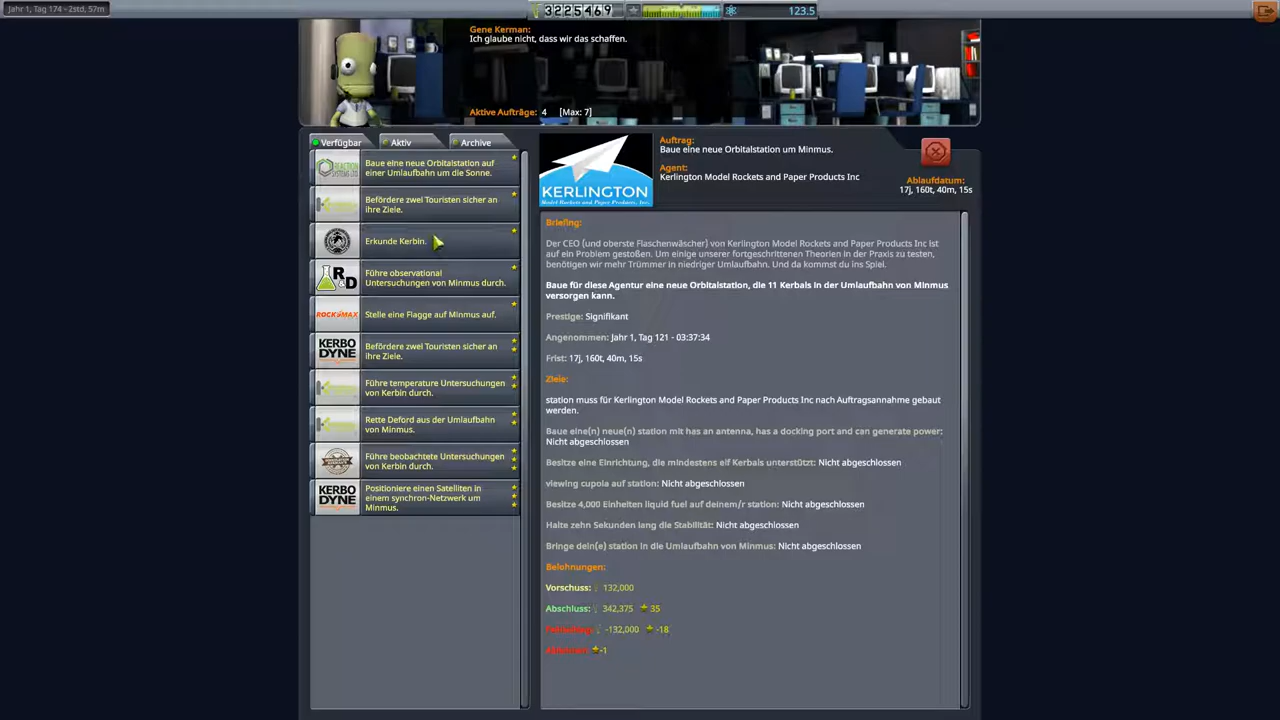 Jahr 1, Tag 174 - 2std, 57m
3225469
123.5
Gene Kerman:
Ich glaube nicht, dass wir das schaffen.
Aktive Aufträge: 4 [Max: 7]
Verfügbar
Aktiv
Archive
Baue eine neue Orbitalstation auf
einer Umlaufbahn um die Sonne.
Befördere zwei Touristen sicher an
ihre Ziele.
Erkunde Kerbin.
R&D
Führe observational
Untersuchungen von Minmus durch.
ROCKOMAX
Stelle eine Flagge auf Minmus auf.
KERBO
DYNE
Befördere zwei Touristen sicher an
ihre Ziele.
Führe temperature Untersuchungen
von Kerbin durch.
Rette Deford aus der Umlaufbahn
von Minmus.
Führe beobachtete Untersuchungen
von Kerbin durch.
KERBO
DYNE
Positioniere einen Satelliten in
einem synchron-Netzwerk um
Minmus.
KERLINGTON
Model Rockets and Paper Products, Inc.
Auftrag:
Baue eine neue Orbitalstation um Minmus.
Agent:
Kerlington Model Rockets and Paper Products Inc
Ablaufdatum:
17j, 160t, 40m, 15s
Briefing:
Der CEO (und oberste Flaschenwäscher) von Kerlington Model Rockets and Paper Products Inc ist
auf ein Problem gestoßen. Um einige unserer fortgeschrittenen Theorien in der Praxis zu testen,
benötigen wir mehr Trümmer in niedriger Umlaufbahn. Und da kommst du ins Spiel.
Baue für diese Agentur eine neue Orbitalstation, die 11 Kerbals in der Umlaufbahn von Minmus
versorgen kann.
Prestige: Signifikant
Angenommen: Jahr 1, Tag 121 - 03:37:34
Frist: 17j, 160t, 40m, 15s
Ziele:
station muss für Kerlington Model Rockets and Paper Products Inc nach Auftragsannahme gebaut
werden.
Baue eine(n) neue(n) station mit has an antenna, has a docking port and can generate power:
Nicht abgeschlossen
Besitze eine Einrichtung, die mindestens elf Kerbals unterstützt: Nicht abgeschlossen
viewing cupola auf station: Nicht abgeschlossen
Besitze 4,000 Einheiten liquid fuel auf deinem/r station: Nicht abgeschlossen
Halte zehn Sekunden lang die Stabilität: Nicht abgeschlossen
Bringe dein(e) station in die Umlaufbahn von Minmus: Nicht abgeschlossen
Belohnungen:
Vorschuss: 132,000
Abschluss: 342,375 35
-132,000 -18
-1